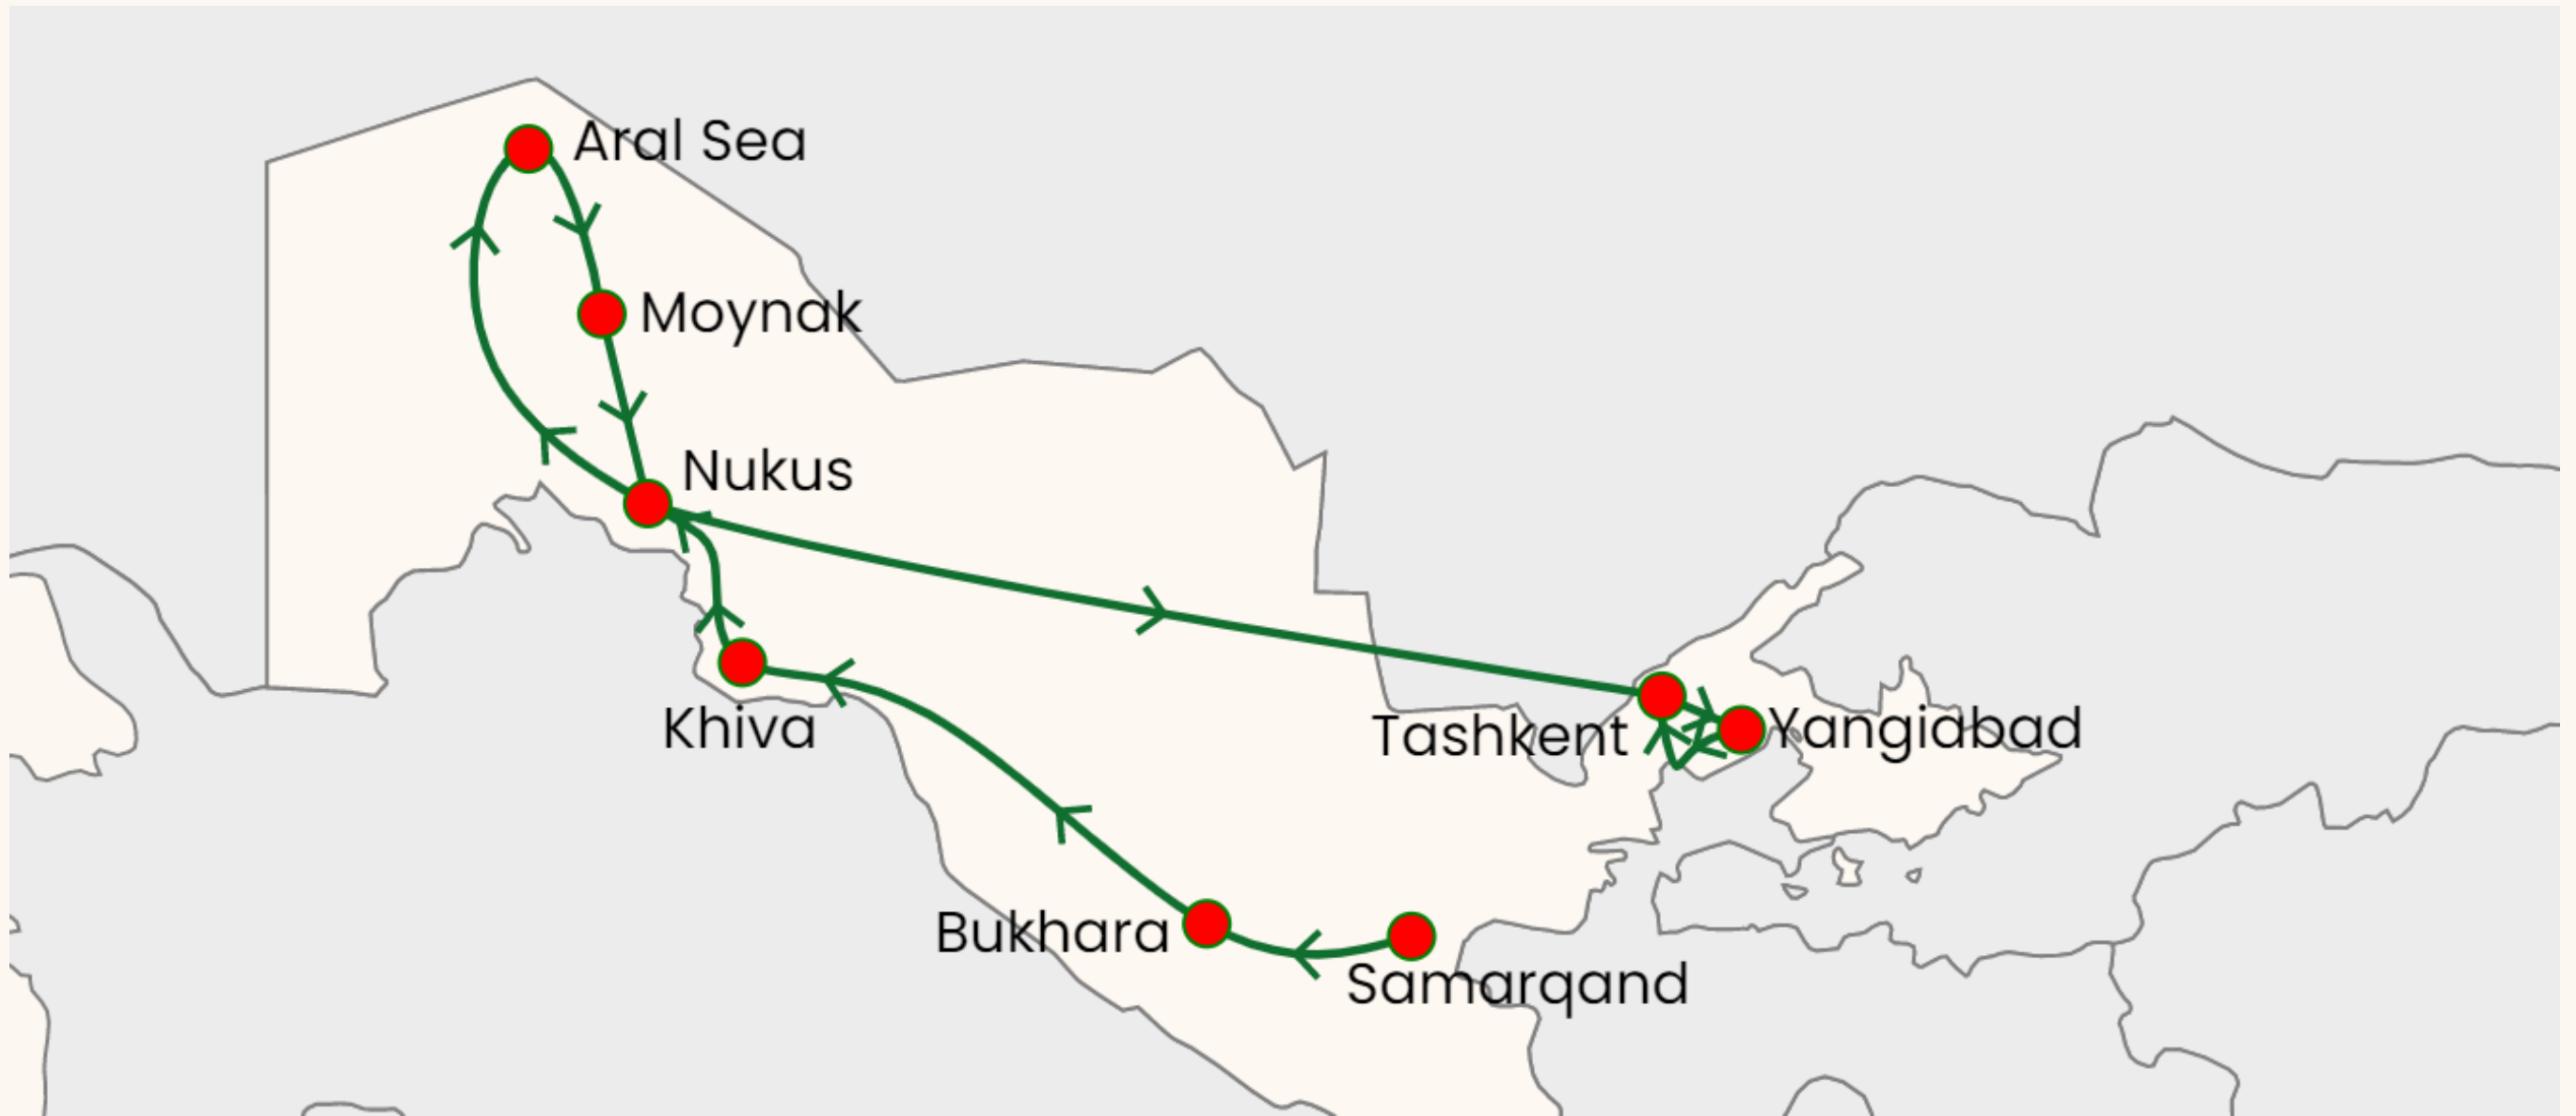 Aral Sea
Moynak
Nukus
Khiva
Tashkent
Yangiabad
Bukhara
Samarqand